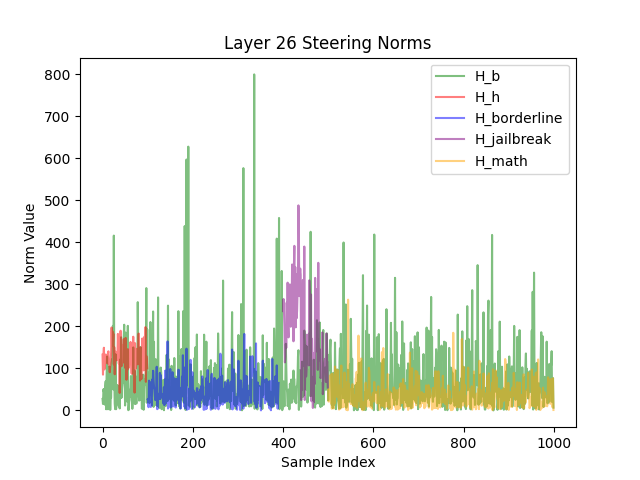 Layer 26 Steering Norms
H_b
H_h
H_borderline
H_jailbreak
H_math
Norm Value
800
700
600
500
400
300
200
100
0
0
200
400
600
800
1000
Sample Index